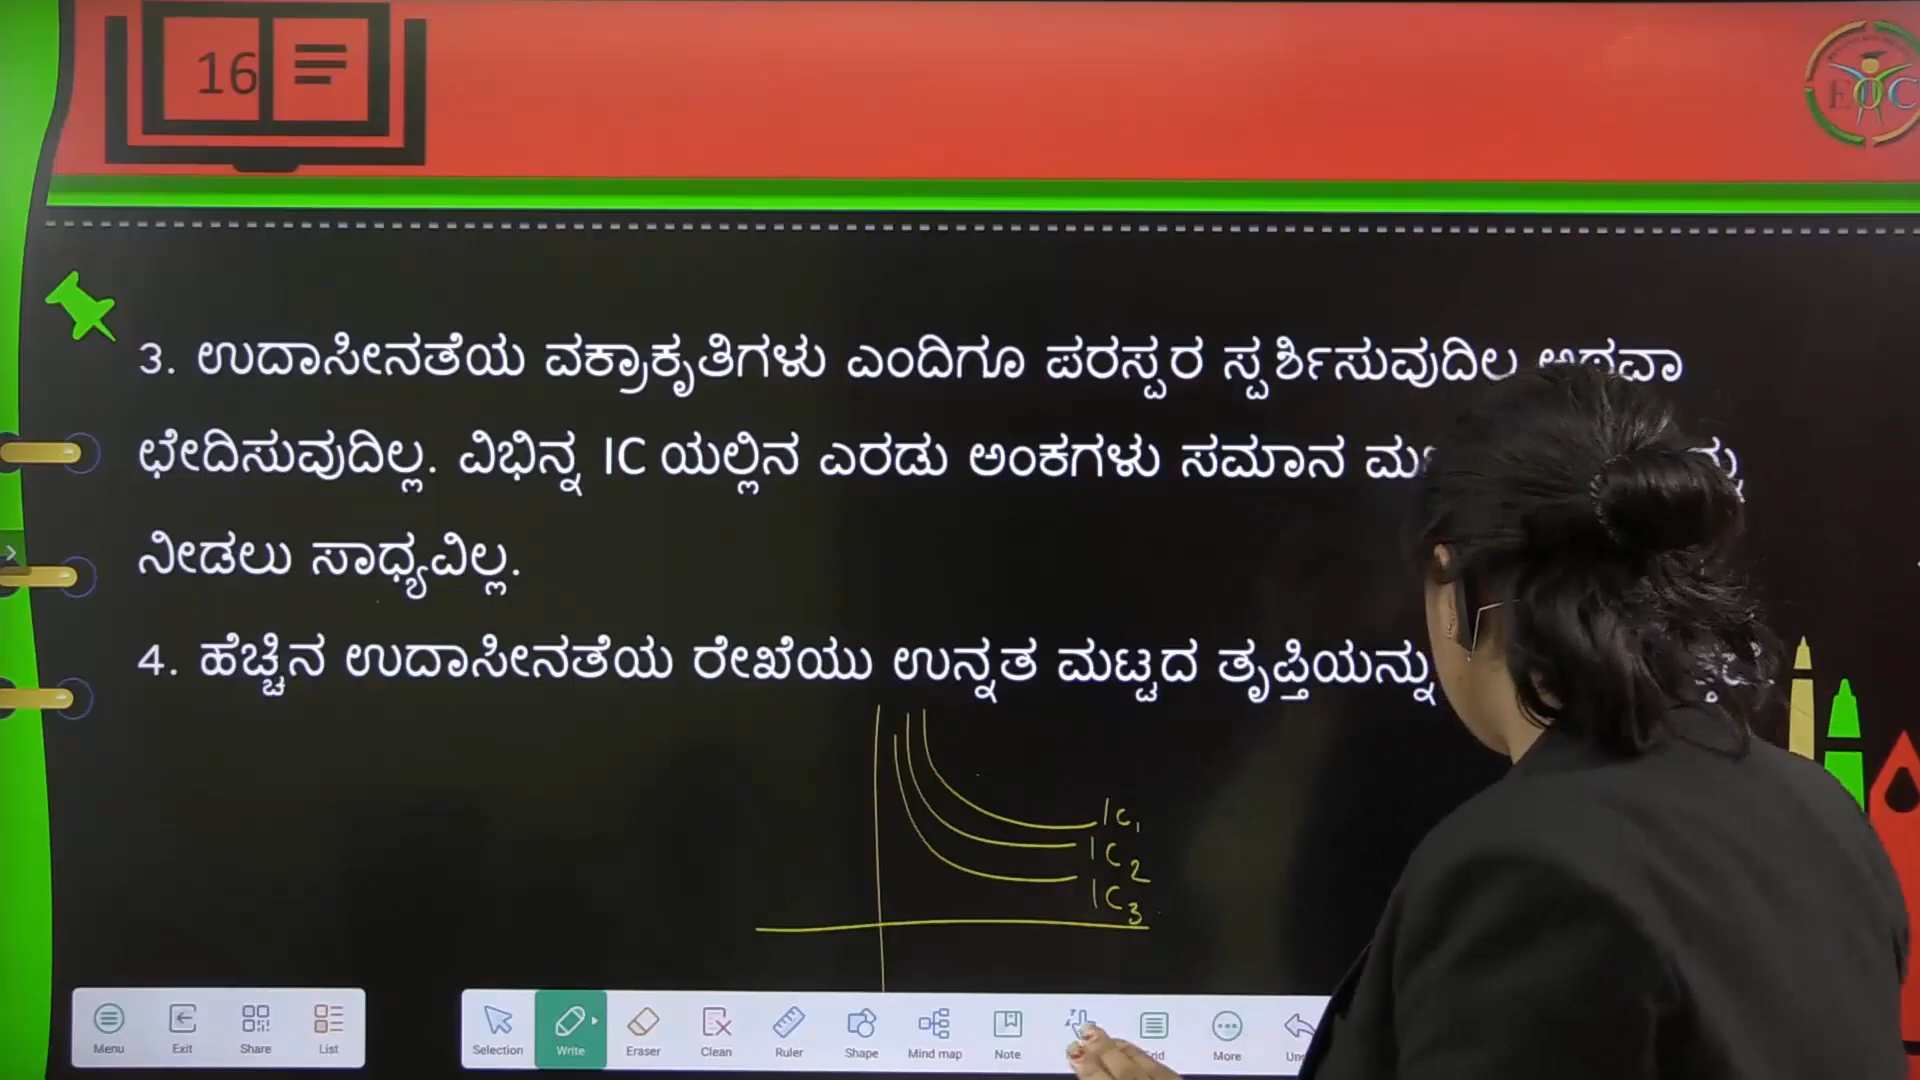 16
EOC
3. ಉದಾಸೀನತೆಯ ವಕ್ರಾಕೃತಿಗಳು ಎಂದಿಗೂ ಪರಸ್ಪರ ಸ್ಪರ್ಶಿಸುವುದಿಲ್ಲ ಅಥವಾ
ಛೇದಿಸುವುದಿಲ್ಲ. ವಿಭಿನ್ನ IC ಯಲ್ಲಿನ ಎರಡು ಅಂಕಗಳು ಸಮಾನ
ನೀಡಲು ಸಾಧ್ಯವಿಲ್ಲ.
4. ಹೆಚ್ಚಿನ ಉದಾಸೀನತೆಯ ರೇಖೆಯು ಉನ್ನತ ಮಟ್ಟದ ತೃಪ್ತಿಯನ್ನು
IC1
IC2
IC3
Menu Exit Share List Selection Write Eraser Clean Ruler Shape Mind map Note More